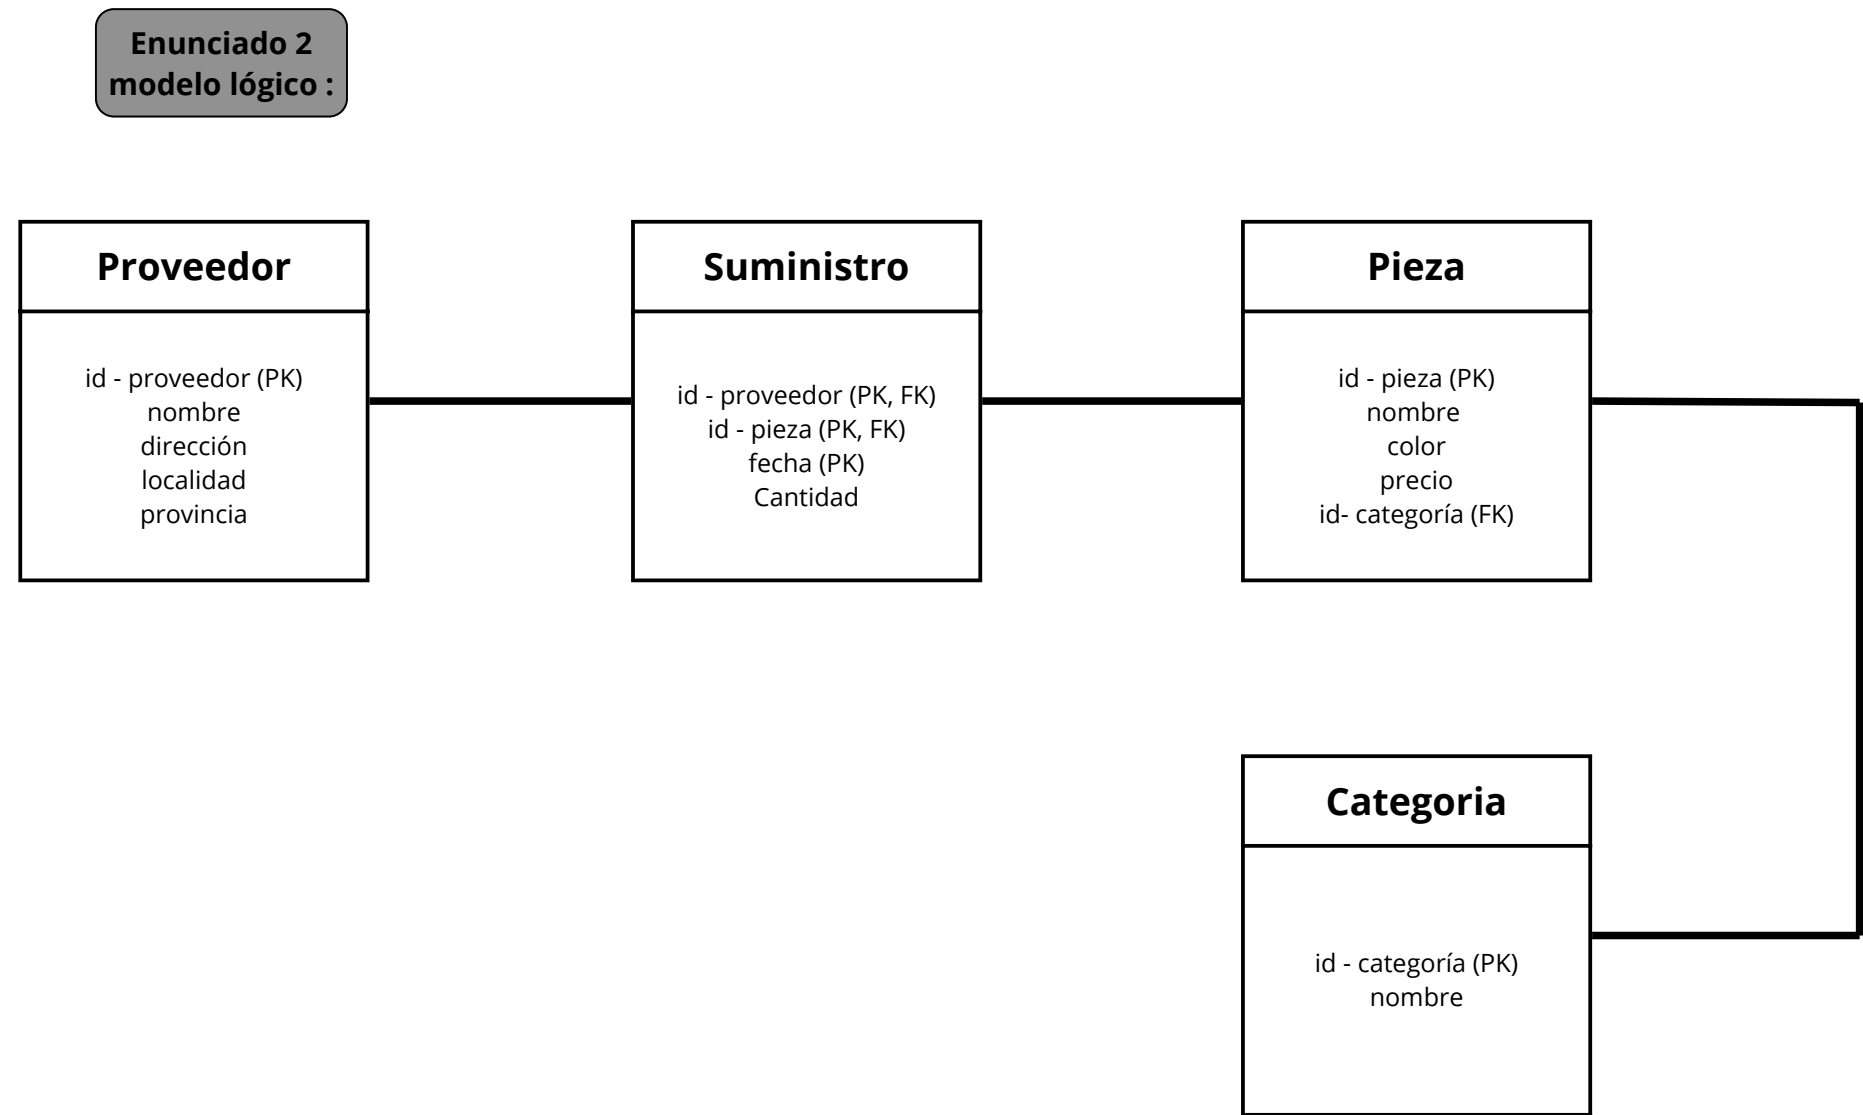 Enunciado 2
modelo lógico :
Proveedor
id - proveedor (PK)
nombre
dirección
localidad
provincia
Suministro
id - proveedor (PK, FK)
id - pieza (PK, FK)
fecha (PK)
Cantidad
Pieza
id - pieza (PK)
nombre
color
precio
id- categoría (FK)
Categoria
id - categoría (PK)
nombre